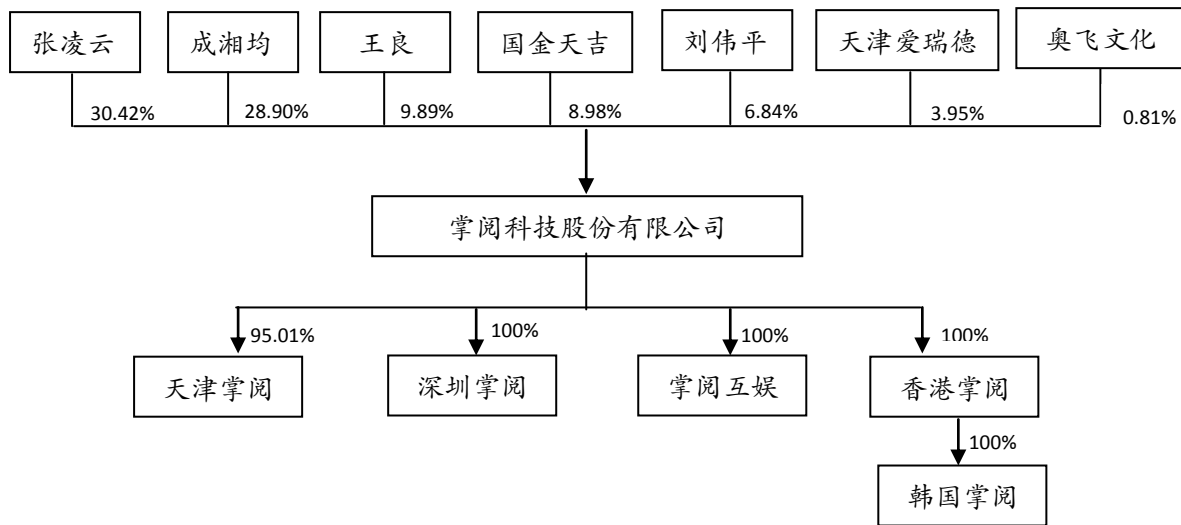 张凌云
成湘均
王良
国金天吉
刘伟平
天津爱瑞德
奥飞文化
30.42%
28.90%
9.89%
8.98%
6.84%
3.95%
0.81%
掌阅科技股份有限公司
95.01%
100%
100%
100%
天津掌阅
深圳掌阅
掌阅互娱
香港掌阅
100%
韩国掌阅